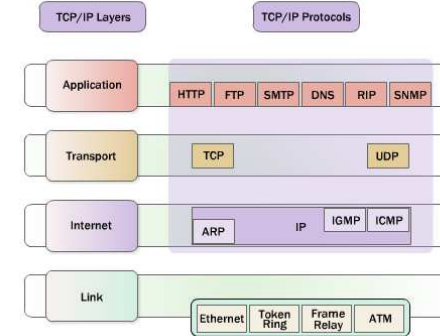 TCP/IP Layers
TCP/IP Protocols
Application
HTTP
FTP
SMTP
DNS
RIP
SNMP
Transport
TCP
UDP
Internet
ARP
IP
IGMP
ICMP
Link
Ethernet
Token
Ring
Frame
Relay
ATM